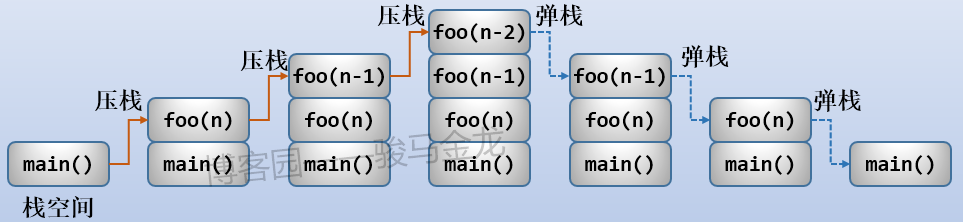 压栈 foo(n-2) 弹栈
压栈 foo(n-1) foo(n-1) foo(n-1) 弹栈
压栈 foo(n) foo(n) foo(n) foo(n) foo(n) 弹栈
main() main() main() main() main() main() main()
博客园——骏马金龙
栈空间